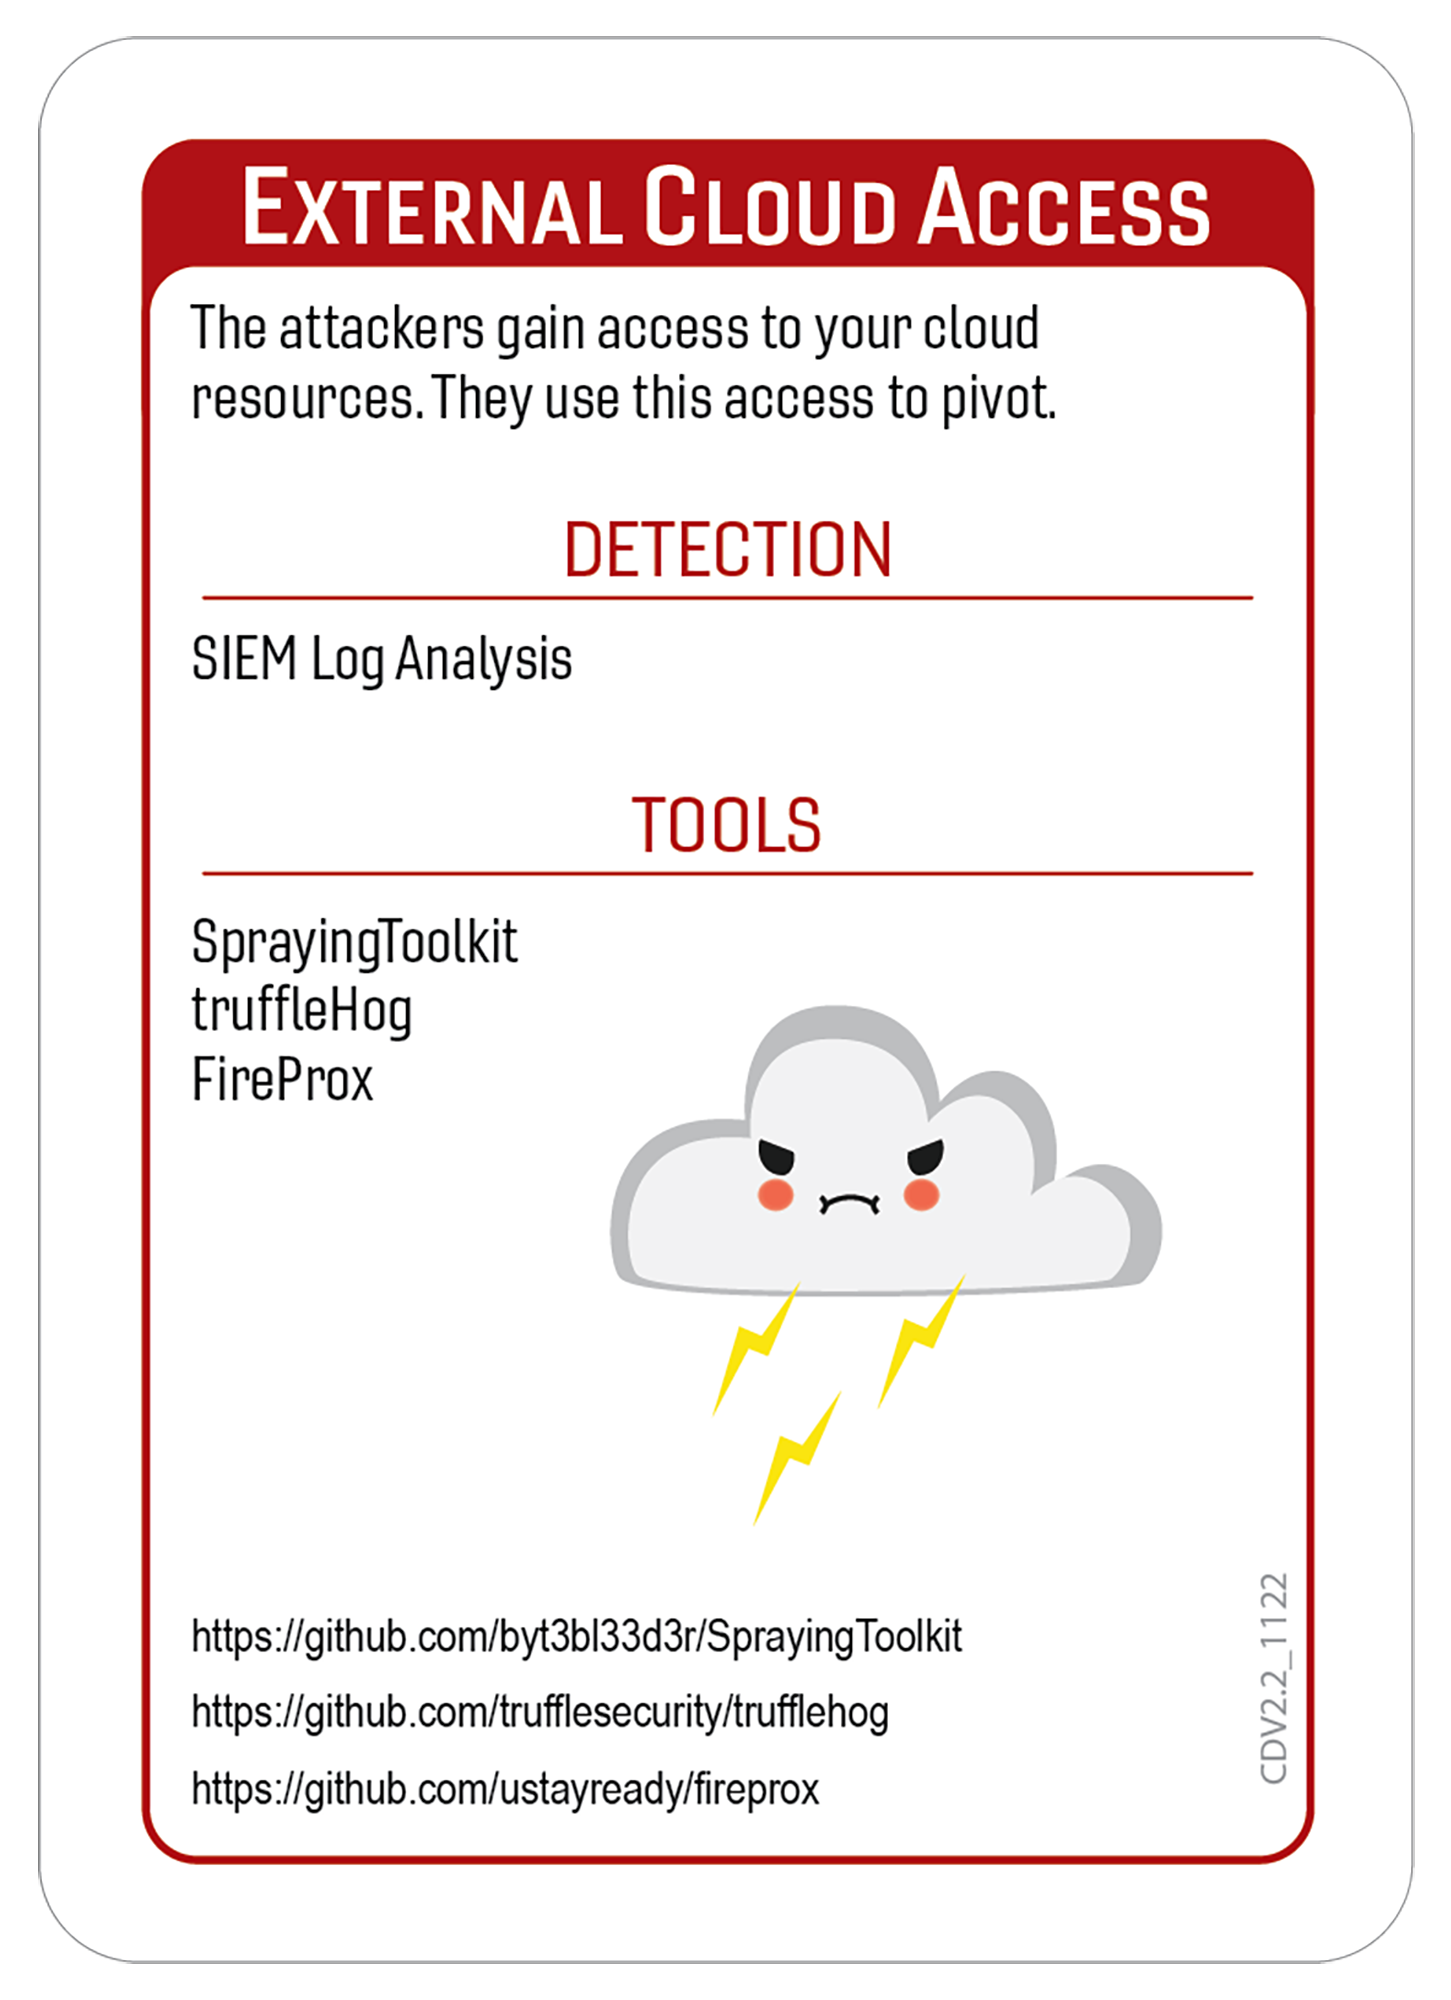 External Cloud Access
The attackers gain access to your cloud
resources. They use this access to pivot.
DETECTION
SIEM Log Analysis
TOOLS
SprayingToolkit
truffleHog
FireProx
https://github.com/byt3bl33d3r/SprayingToolkit
https://github.com/trufflesecurity/trufflehog
https://github.com/ustayready/fireprox
CDV2.2_1122